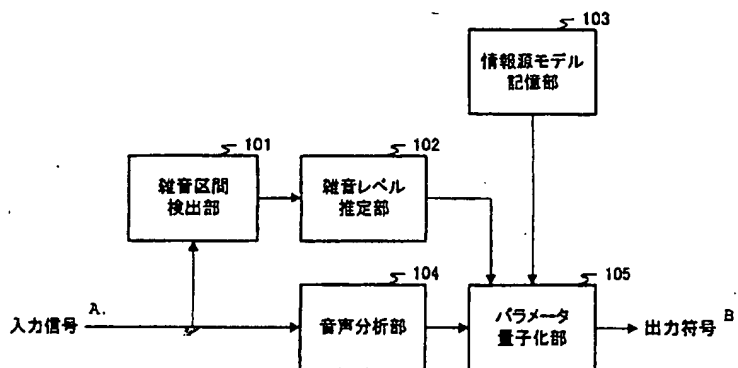 103
情報源モデル
記憶部
101
102
雑音区間
検出部
雑音レベル
推定部
104
105
入力信号 A.
音声分析部
パラメータ
量子化部
出力符号 B